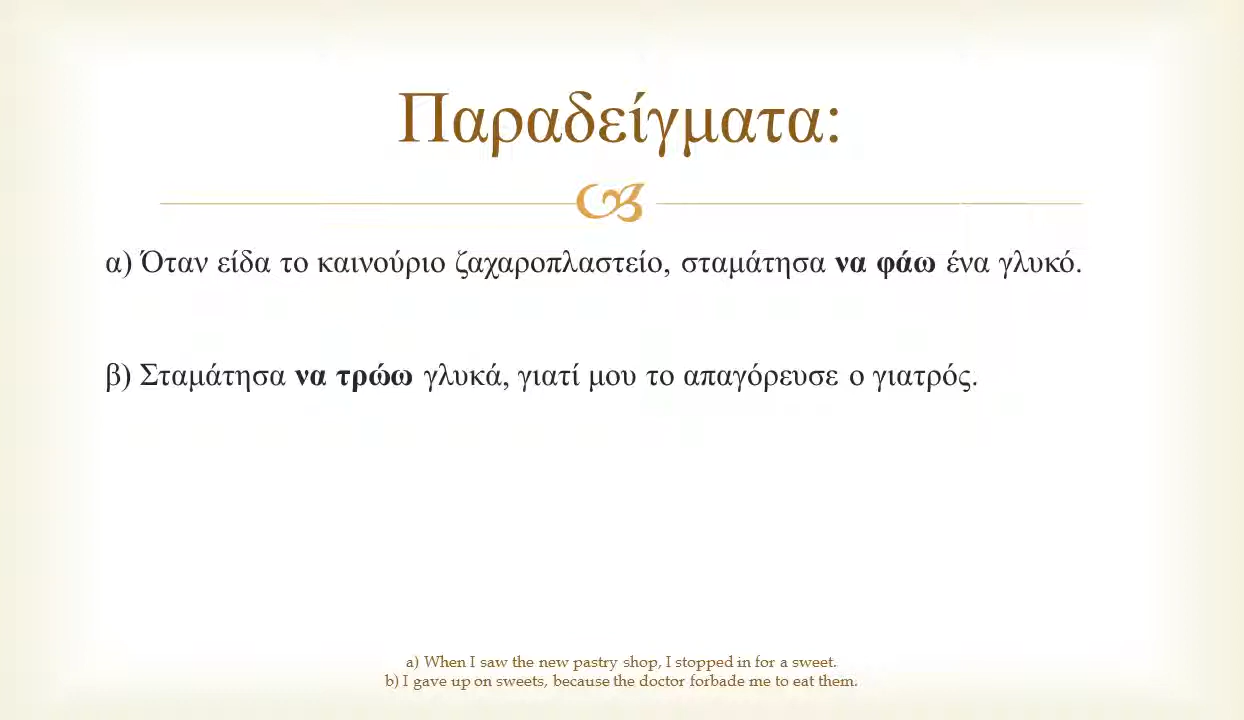 Παραδείγματα:
α) Όταν είδα το καινούριο ζαχαροπλαστείο, σταμάτησα να φάω ένα γλυκό.
β) Σταμάτησα να τρώω γλυκά, γιατί μου το απαγόρευσε ο γιατρός.
a) When I saw the new pastry shop, I stopped in for a sweet.
b) I gave up on sweets, because the doctor forbade me to eat them.